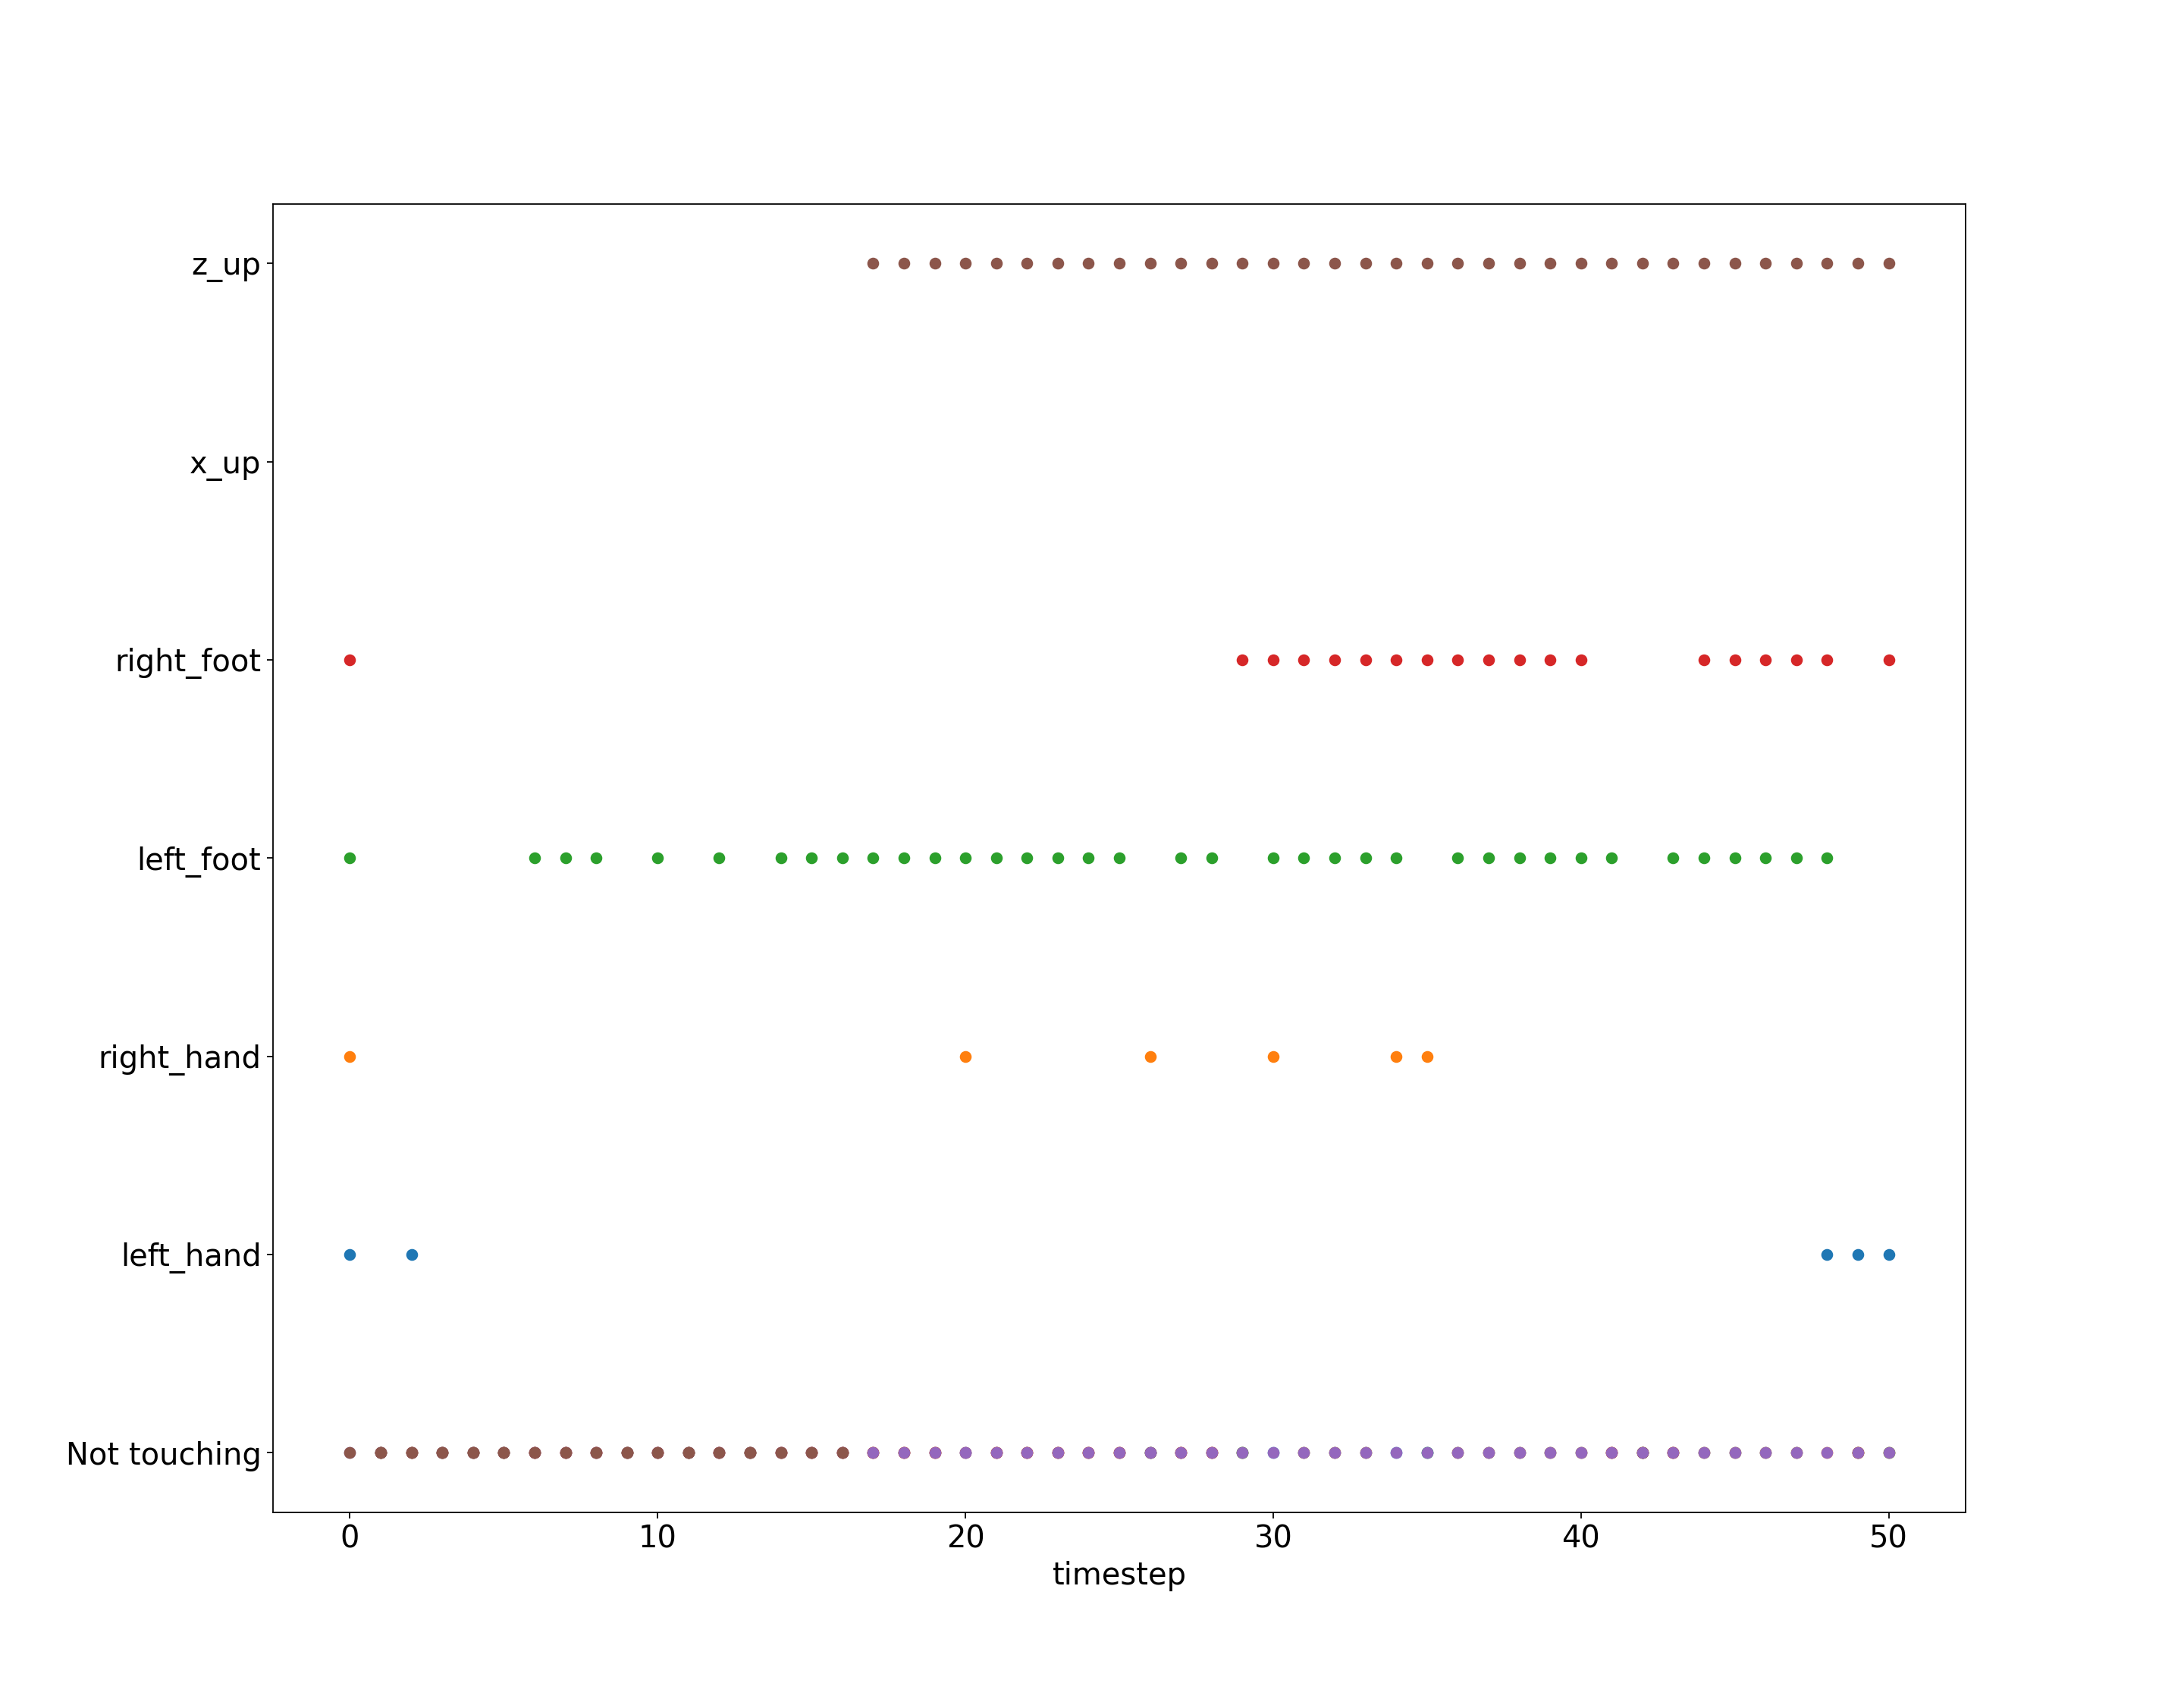 z_up
x_up
right_foot
left_foot
right_hand
left_hand
Not touching
0 10 20 30 40 50
timestep